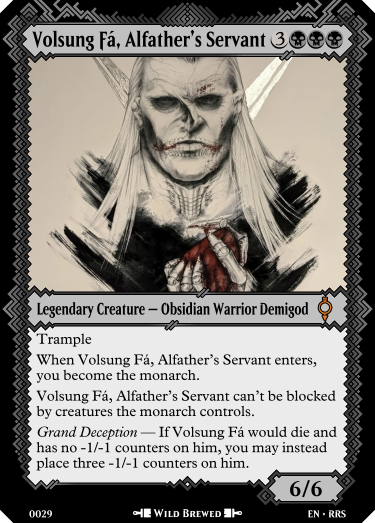 Volsung Fá, Alfather's Servant 3
Legendary Creature — Obsidian Warrior Demigod
Trample
When Volsung Fá, Alfather's Servant enters,
you become the monarch.
Volsung Fá, Alfather's Servant can't be blocked
by creatures the monarch controls.
Grand Deception — If Volsung Fá would die and
has no -1/-1 counters on him, you may instead
place three -1/-1 counters on him.
6/6
0029 WILD BREWED EN • RRS